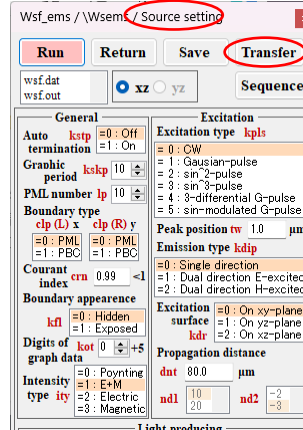 Wsf_ems / \Wsems / Source setting
Run Return Save Transfer
wsf.dat
wsf.out
xz yz
Sequence
General
Auto termination kstp
=0 : Off
=1 : On
Graphic period kskp 10
PML number lp 10
Boundary type
clp (L) x clp (R) y
=0 : PML
=1 : PBC
=0 : PML
=1 : PBC
Courant index crn 0.99 <1
Boundary appearence
kfl
=0 : Hidden
=1 : Exposed
Digits of graph data kot 0 +5
Intensity type ity
=0 : Poynting
=1 : E+M
=2 : Electric
=3 : Magnetic
Excitation
Excitation type kpls
= 0 : CW
= 1 : Gausian-pulse
= 2 : sin^2-pulse
= 3 : sin^3-pulse
= 4 : 3-differential G-pulse
= 5 : sin-modulated G-pulse
Peak position tw 1.0 μm
Emission type kdip
=0 : Single direction
=1 : Dual direction E-excited
=2 : Dual direction H-excited
Excitation surface kdr
=0 : On xy-plane
=1 : On yz-plane
=2 : On xz-plane
Propagation distance
dnt 80.0 μm
nd1
10
20
nd2
-2
-3
Light producing